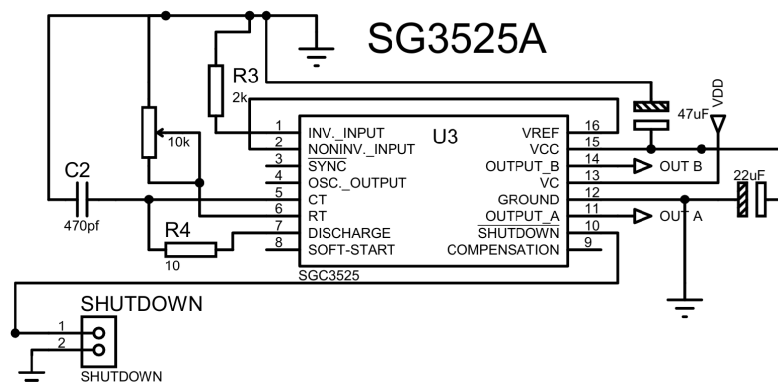 SG3525A
R3
2k
10k
C2
470pf
R4
10
U3
1 INV._INPUT
2 NONINV._INPUT
3 SYNC
4 OSC._OUTPUT
5 CT
6 RT
7 DISCHARGE
8 SOFT-START
VREF 16
VCC 15
OUTPUT_B 14
VC 13
GROUND 12
OUTPUT_A 11
SHUTDOWN 10
COMPENSATION 9
SGC3525
47uF
VDD
OUT B
22uF
OUT A
SHUTDOWN
1
2
SHUTDOWN